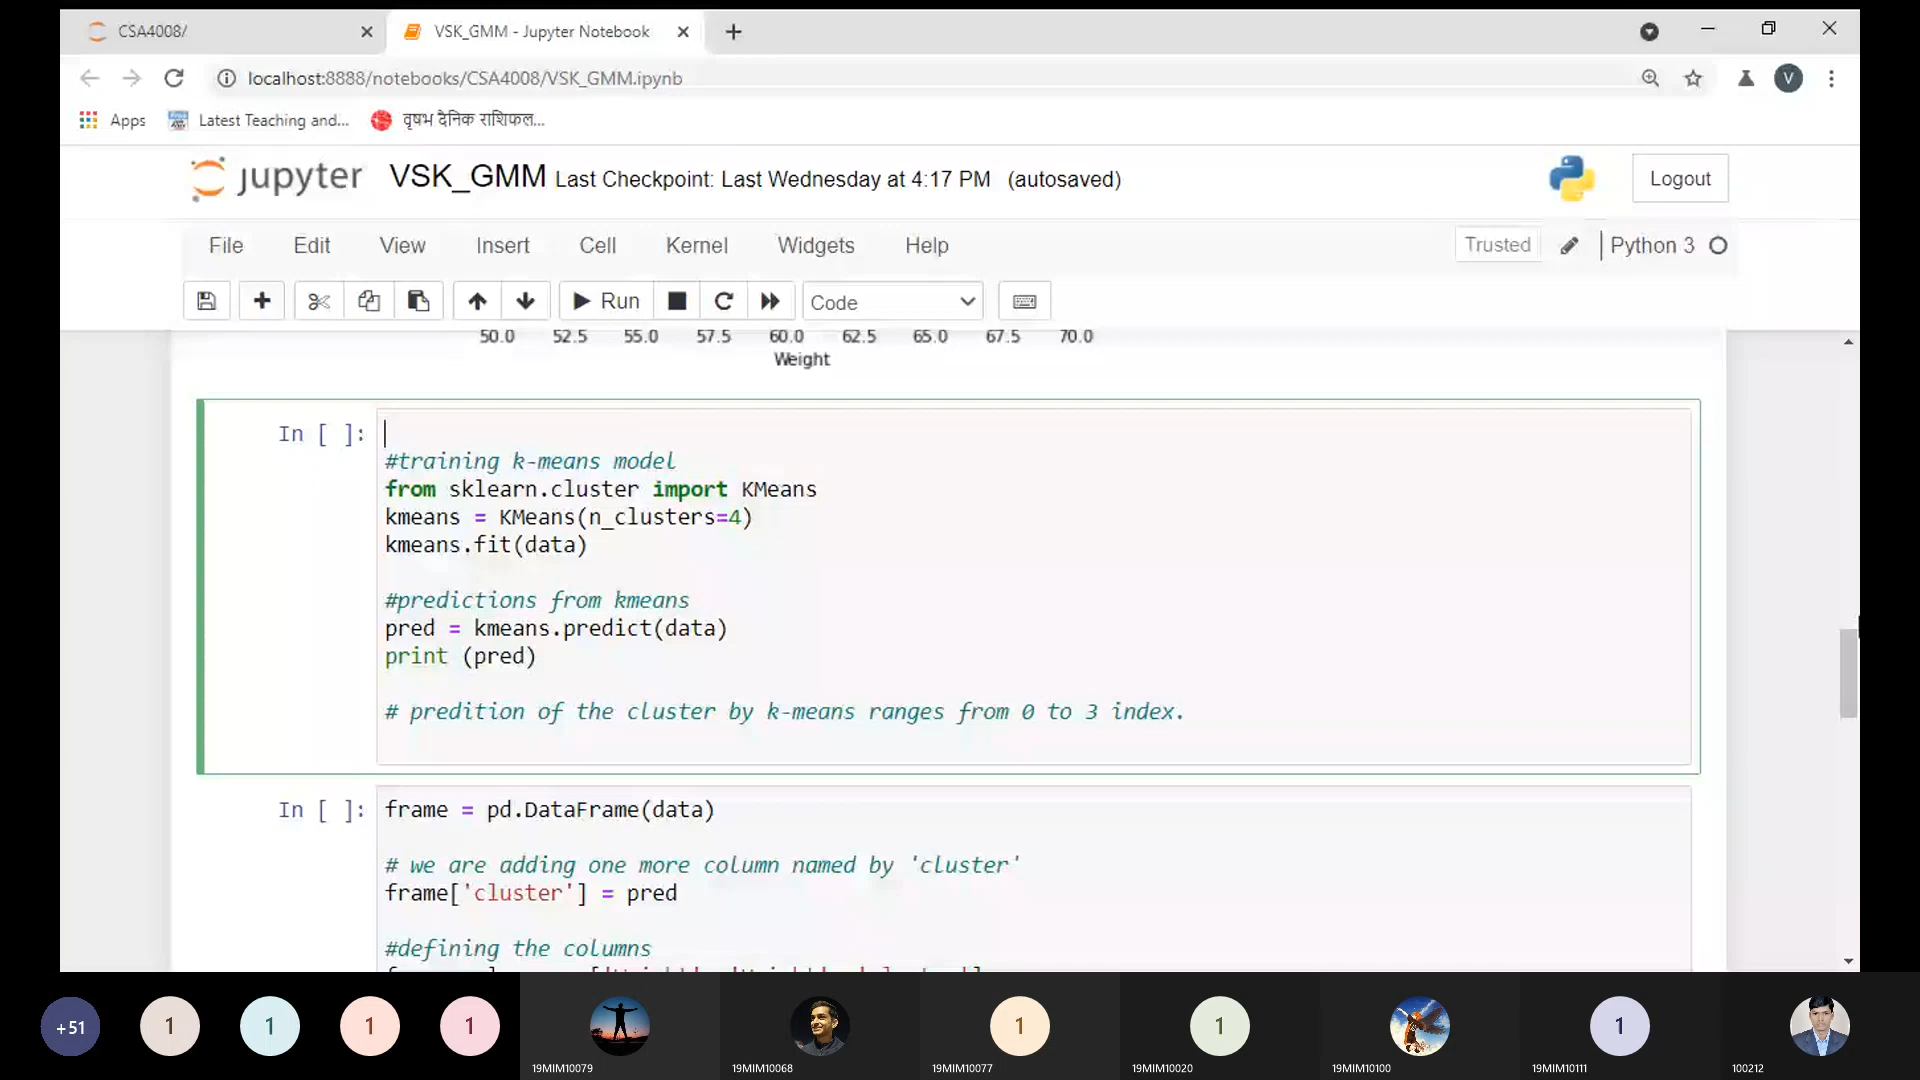 CSA4008/
VSK_GMM - Jupyter Notebook
localhost:8888/notebooks/CSA4008/VSK_GMM.ipynb
V
Apps
Latest Teaching and...
वृषभ दैनिक राशिफल...
jupyter VSK_GMM Last Checkpoint: Last Wednesday at 4:17 PM (autosaved)
Logout
File Edit View Insert Cell Kernel Widgets Help
Trusted
Python 3
Run
Code
50.0 52.5 55.0 57.5 60.0 62.5 65.0 67.5 70.0
Weight
In [ ]:
#training k-means model
from sklearn.cluster import KMeans
kmeans = KMeans(n_clusters=4)
kmeans.fit(data)
#predictions from kmeans
pred = kmeans.predict(data)
print (pred)
# predition of the cluster by k-means ranges from 0 to 3 index.
In [ ]: frame = pd.DataFrame(data)
# we are adding one more column named by 'cluster'
frame['cluster'] = pred
#defining the columns
+51 1 1 1 1 1 1 1
19MIM10079 19MIM10068 19MIM10077 19MIM10020 19MIM10100 19MIM10111 100212